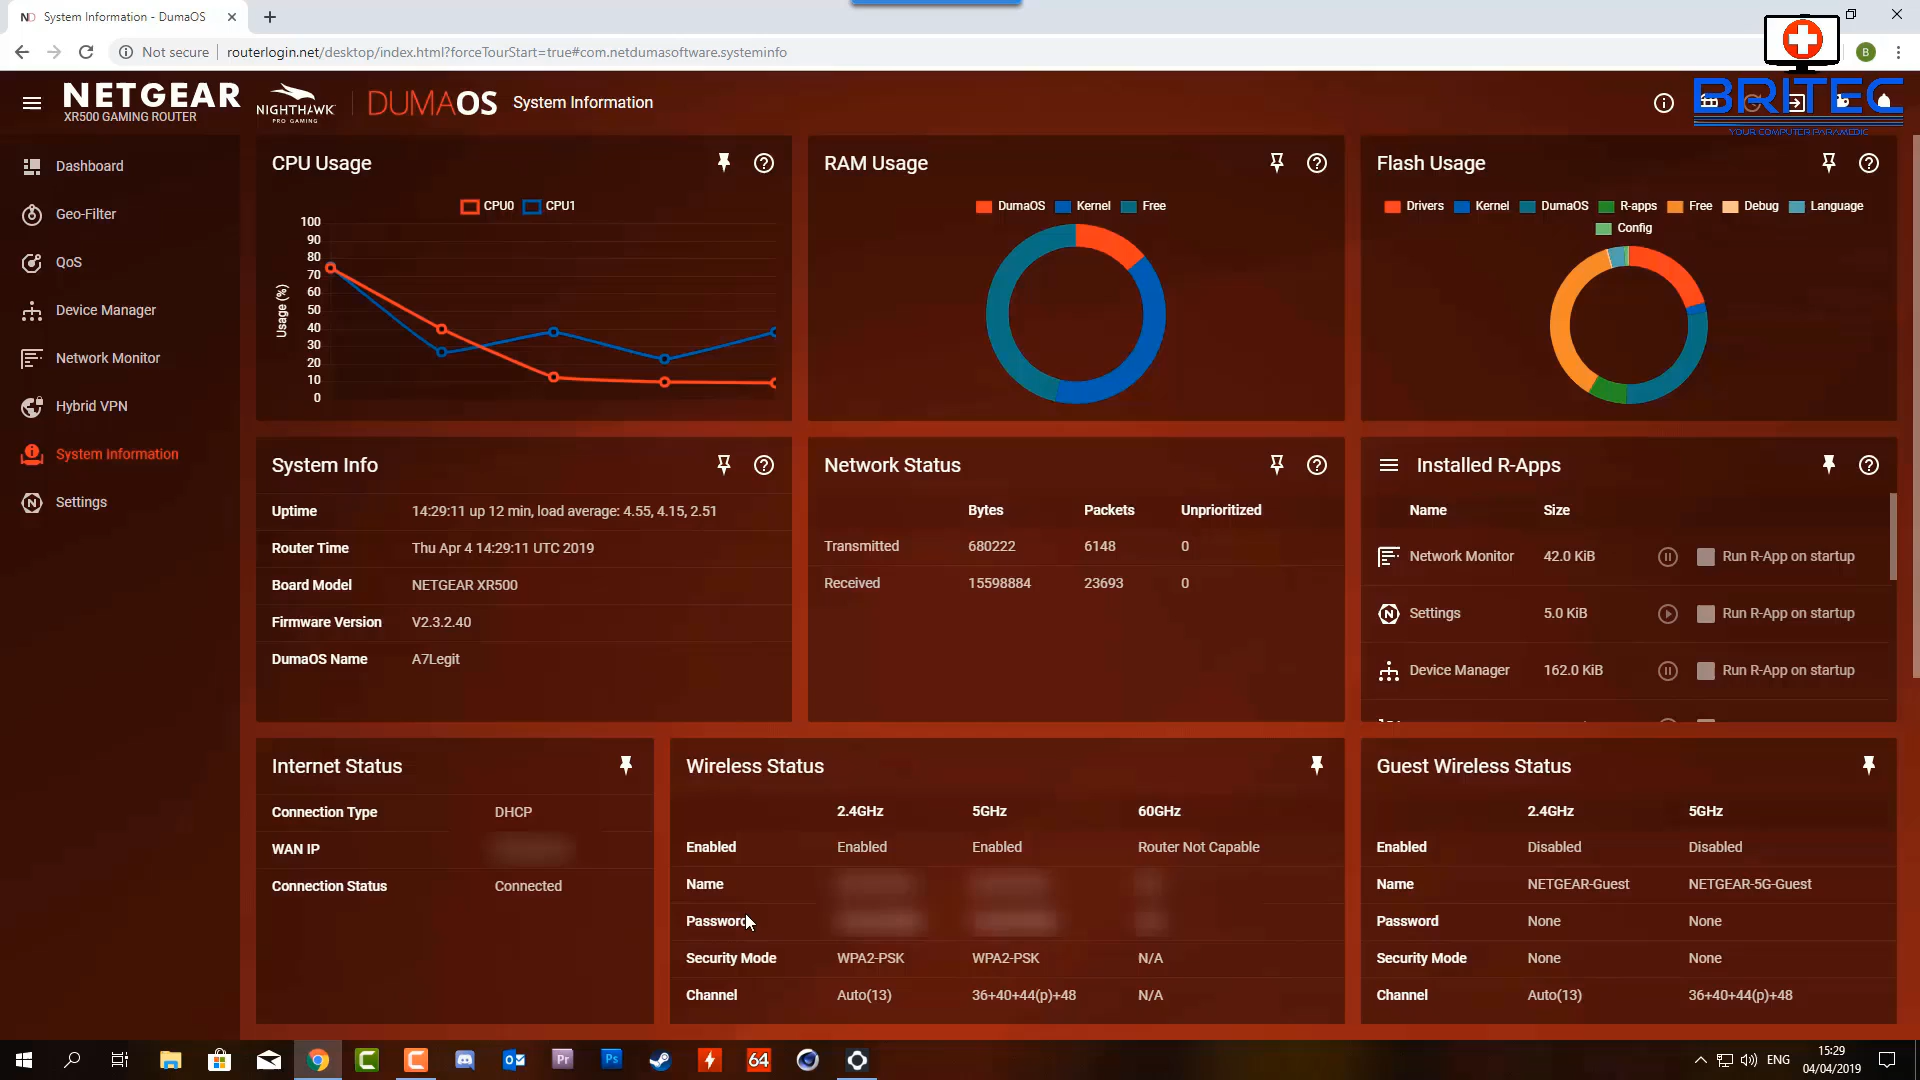 System Information - DumaOS
Not secure routerlogin.net/desktop/index.html?forceTourStart=true#com.netdumasoftware.systeminfo
B
NETGEAR
XR500 GAMING ROUTER
NIGHTHAWK
PRO GAMING
DUMAOS
System Information
BRITEC
YOUR COMPUTER PARAMEDIC
Dashboard
Geo-Filter
QoS
Device Manager
Network Monitor
Hybrid VPN
System Information
Settings
CPU Usage
CPU0 CPU1
Usage (%)
100
90
80
70
60
50
40
30
20
10
0
RAM Usage
DumaOS Kernel Free
Flash Usage
Drivers Kernel DumaOS R-apps Free Debug Language
Config
System Info
Uptime 14:29:11 up 12 min, load average: 4.55, 4.15, 2.51
Router Time Thu Apr 4 14:29:11 UTC 2019
Board Model NETGEAR XR500
Firmware Version V2.3.2.40
DumaOS Name A7Legit
Network Status
Bytes Packets Unprioritized
Transmitted 680222 6148 0
Received 15598884 23693 0
Installed R-Apps
Name Size
Network Monitor 42.0 KiB Run R-App on startup
Settings 5.0 KiB Run R-App on startup
Device Manager 162.0 KiB Run R-App on startup
Internet Status
Connection Type DHCP
WAN IP
Connection Status Connected
Wireless Status
2.4GHz 5GHz 60GHz
Enabled Enabled Enabled Router Not Capable
Name
Password
Security Mode WPA2-PSK WPA2-PSK N/A
Channel Auto(13) 36+40+44(p)+48 N/A
Guest Wireless Status
2.4GHz 5GHz
Enabled Disabled Disabled
Name NETGEAR-Guest NETGEAR-5G-Guest
Password None None
Security Mode None None
Channel Auto(13) 36+40+44(p)+48
Pr
Ps
64
ENG
15:29
04/04/2019